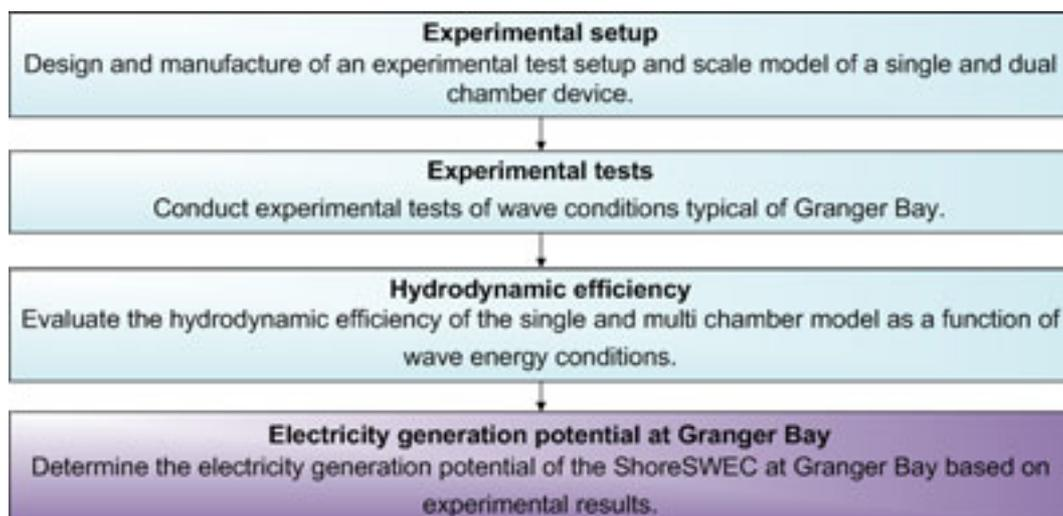 Experimental setup
Design and manufacture of an experimental test setup and scale model of a single and dual
chamber device.
Experimental tests
Conduct experimental tests of wave conditions typical of Granger Bay.
Hydrodynamic efficiency
Evaluate the hydrodynamic efficiency of the single and multi chamber model as a function of
wave energy conditions.
Electricity generation potential at Granger Bay
Determine the electricity generation potential of the ShoreSWEC at Granger Bay based on
experimental results.